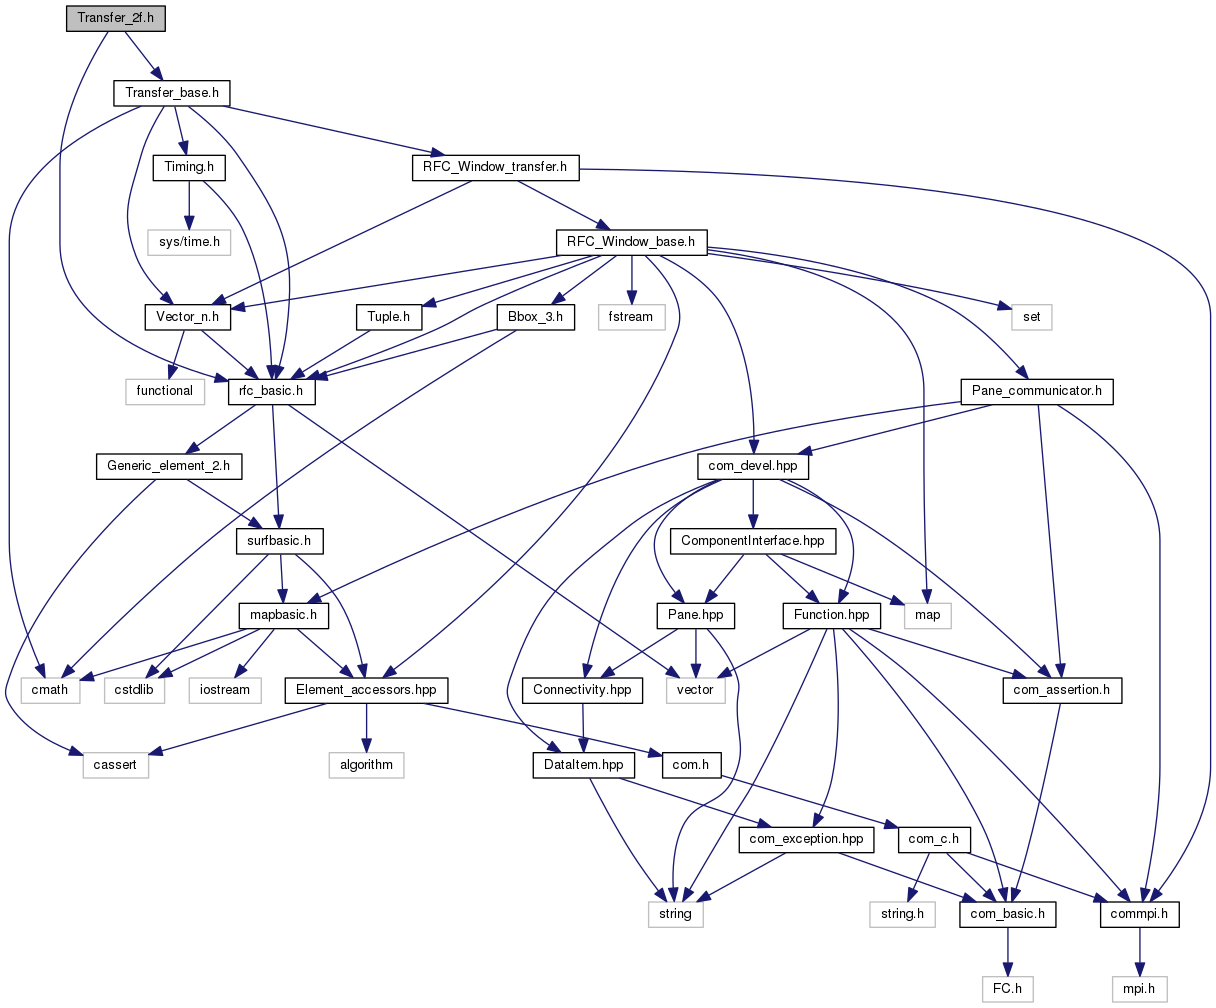 Transfer_2f.h
Transfer_base.h
Timing.h
RFC_Window_transfer.h
sys/time.h
RFC_Window_base.h
Vector_n.h
Tuple.h
Bbox_3.h
fstream
set
functional
rfc_basic.h
Pane_communicator.h
Generic_element_2.h
com_devel.hpp
surfbasic.h
ComponentInterface.hpp
mapbasic.h
Pane.hpp
Function.hpp
map
cmath
cstdlib
iostream
Element_accessors.hpp
Connectivity.hpp
vector
com_assertion.h
cassert
algorithm
DataItem.hpp
com.h
com_exception.hpp
com_c.h
string
string.h
com_basic.h
commpi.h
FC.h
mpi.h